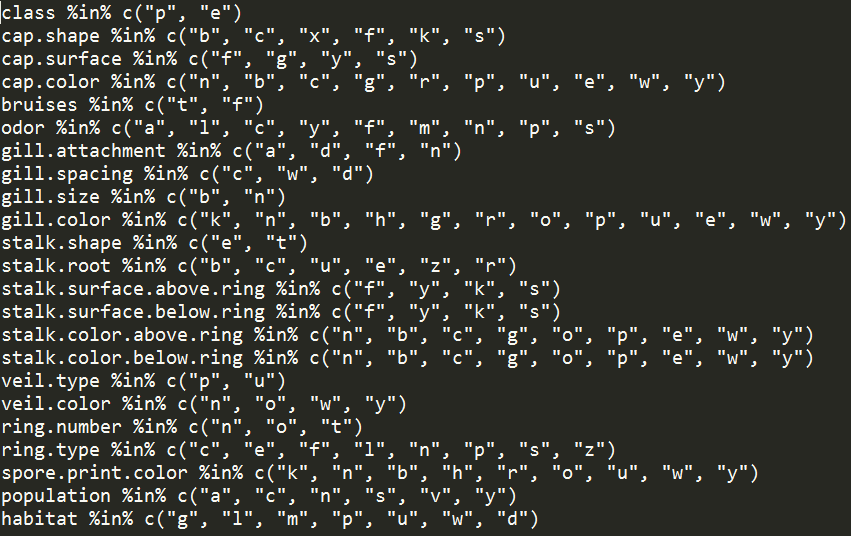 class %in% c("p", "e")
cap.shape %in% c("b", "c", "x", "f", "k", "s")
cap.surface %in% c("f", "g", "y", "s")
cap.color %in% c("n", "b", "c", "g", "r", "p", "u", "e", "w", "y")
bruises %in% c("t", "f")
odor %in% c("a", "l", "c", "y", "f", "m", "n", "p", "s")
gill.attachment %in% c("a", "d", "f", "n")
gill.spacing %in% c("c", "w", "d")
gill.size %in% c("b", "n")
gill.color %in% c("k", "n", "b", "h", "g", "r", "o", "p", "u", "e", "w", "y")
stalk.shape %in% c("e", "t")
stalk.root %in% c("b", "c", "u", "e", "z", "r")
stalk.surface.above.ring %in% c("f", "y", "k", "s")
stalk.surface.below.ring %in% c("f", "y", "k", "s")
stalk.color.above.ring %in% c("n", "b", "c", "g", "o", "p", "e", "w", "y")
stalk.color.below.ring %in% c("n", "b", "c", "g", "o", "p", "e", "w", "y")
veil.type %in% c("p", "u")
veil.color %in% c("n", "o", "w", "y")
ring.number %in% c("n", "o", "t")
ring.type %in% c("c", "e", "f", "l", "n", "p", "s", "z")
spore.print.color %in% c("k", "n", "b", "h", "r", "o", "u", "w", "y")
population %in% c("a", "c", "n", "s", "v", "y")
habitat %in% c("g", "l", "m", "p", "u", "w", "d")